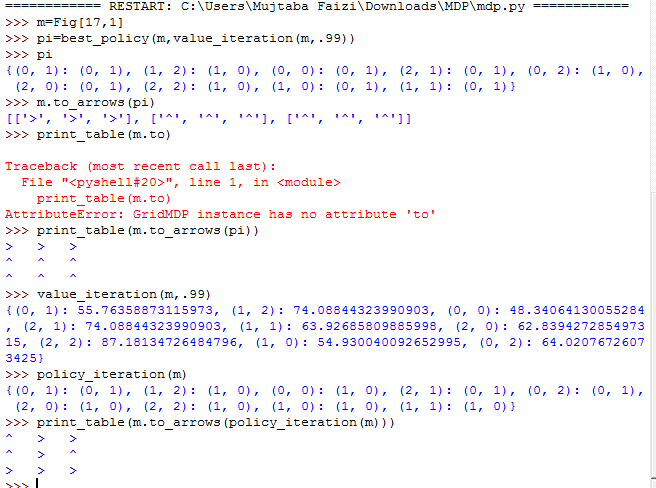 ============ RESTART: C:\Users\Mujtaba Faizi\Downloads\MDP\mdp.py ============
>>> m=Fig[17,1]
>>> pi=best_policy(m,value_iteration(m,.99))
>>> pi
{(0, 1): (0, 1), (1, 2): (1, 0), (0, 0): (0, 1), (2, 1): (0, 1), (0, 2): (1, 0),
 (2, 0): (0, 1), (2, 2): (1, 0), (1, 0): (0, 1), (1, 1): (0, 1)}
>>> m.to_arrows(pi)
[['>', '>', '>'], ['^', '^', '^'], ['^', '^', '^']]
>>> print_table(m.to)
Traceback (most recent call last):
  File "<pyshell#20>", line 1, in <module>
    print_table(m.to)
AttributeError: GridMDP instance has no attribute 'to'
>>> print_table(m.to_arrows(pi))
>   >   >
^   ^   ^
^   ^   ^
>>> value_iteration(m,.99)
{(0, 1): 55.76358873115973, (1, 2): 74.08844323990903, (0, 0): 48.34064130055284
, (2, 1): 74.08844323990903, (1, 1): 63.92685809885998, (2, 0): 62.8394272854973
15, (2, 2): 87.18134726484796, (1, 0): 54.930040092652995, (0, 2): 64.0207672607
3425}
>>> policy_iteration(m)
{(0, 1): (0, 1), (1, 2): (1, 0), (0, 0): (1, 0), (2, 1): (0, 1), (0, 2): (0, 1),
 (2, 0): (1, 0), (2, 2): (1, 0), (1, 0): (1, 0), (1, 1): (1, 0)}
>>> print_table(m.to_arrows(policy_iteration(m)))
^   >   >
^   >   ^
>   >   >
>>>